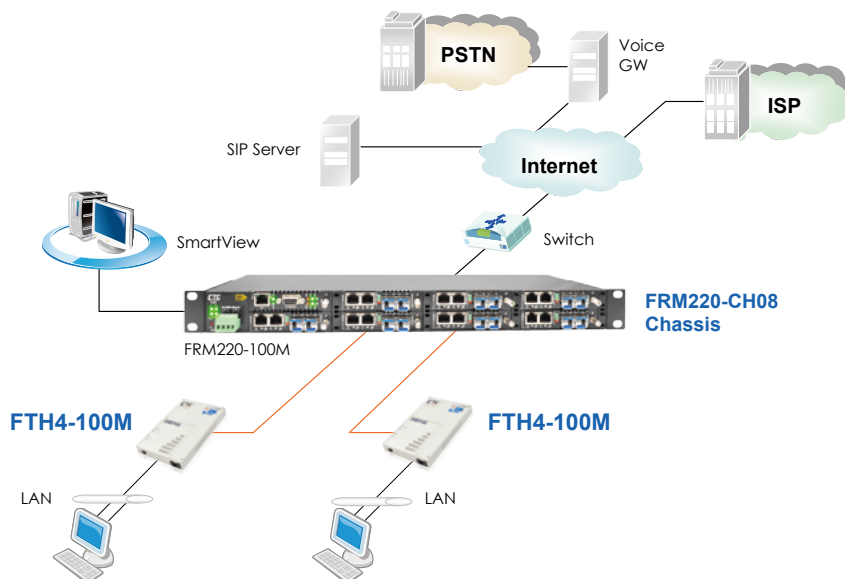 PSTN
Voice
GW
ISP
SIP Server
Internet
SmartView
Switch
FRM220-CH08
Chassis
FRM220-100M
FTH4-100M
FTH4-100M
LAN
LAN